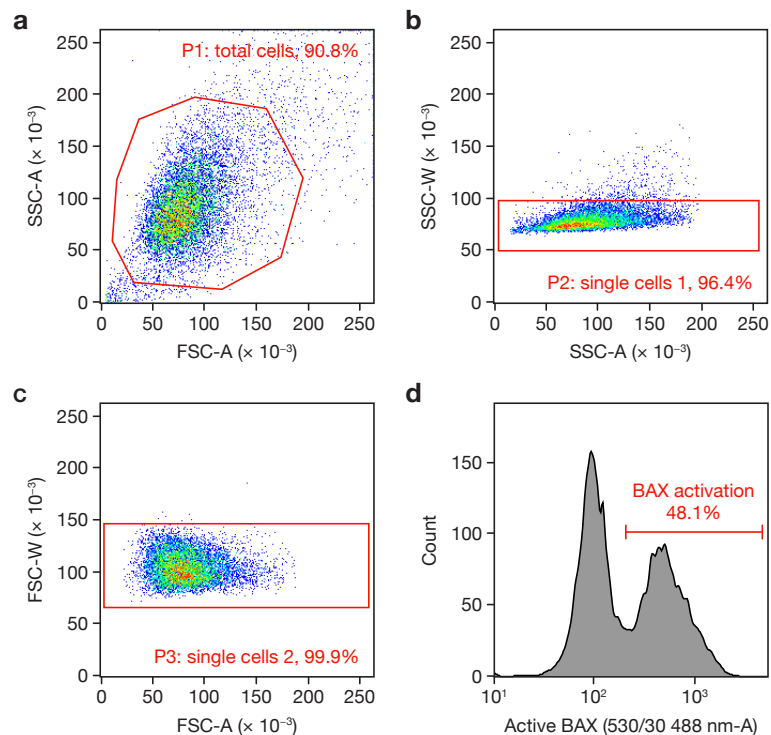 a
P1: total cells, 90.8%
250
200
150
100
50
0
SSC-A (× 10⁻³)
0 50 100 150 200 250
FSC-A (× 10⁻³)
b
250
200
150
100
50
0
SSC-W (× 10⁻³)
P2: single cells 1, 96.4%
0 50 100 150 200 250
SSC-A (× 10⁻³)
c
250
200
150
100
50
0
FSC-W (× 10⁻³)
P3: single cells 2, 99.9%
0 50 100 150 200 250
FSC-A (× 10⁻³)
d
150
100
50
0
Count
BAX activation
48.1%
10¹ 10² 10³
Active BAX (530/30 488 nm-A)